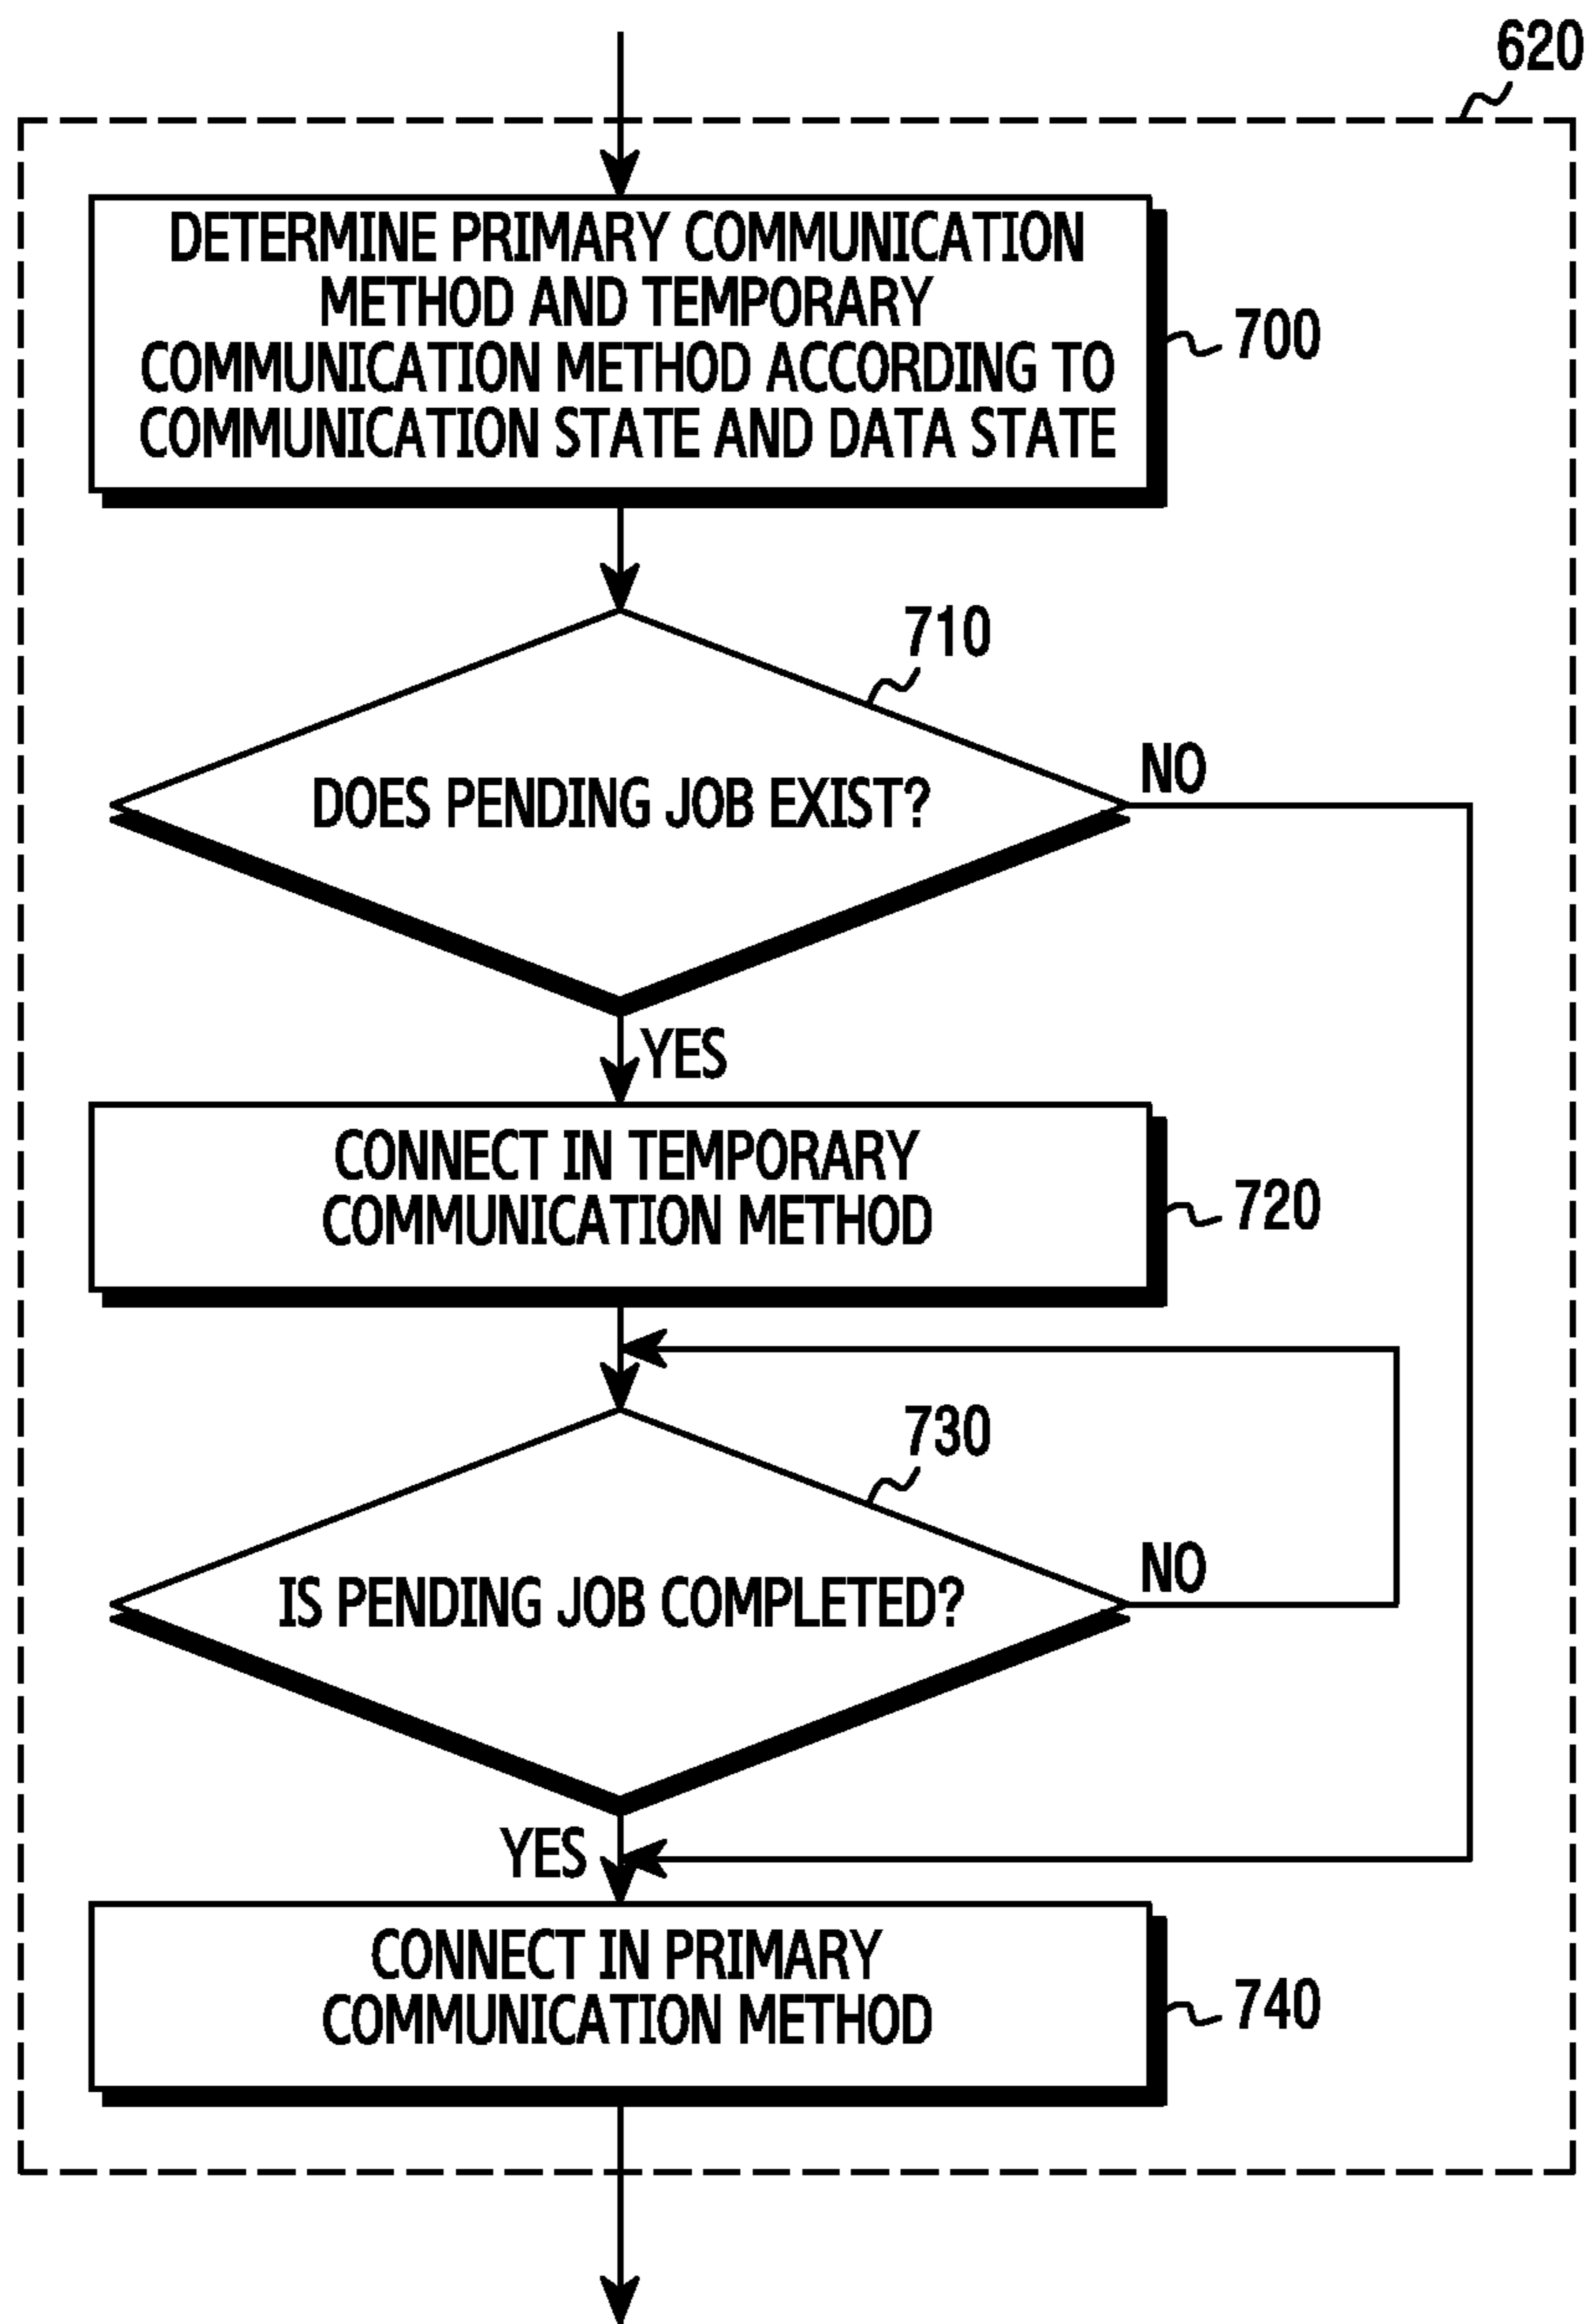 620
DETERMINE PRIMARY COMMUNICATION
METHOD AND TEMPORARY
COMMUNICATION METHOD ACCORDING TO
COMMUNICATION STATE AND DATA STATE
700
710
DOES PENDING JOB EXIST?
NO
YES
CONNECT IN TEMPORARY
COMMUNICATION METHOD
720
730
IS PENDING JOB COMPLETED?
NO
YES
CONNECT IN PRIMARY
COMMUNICATION METHOD
740